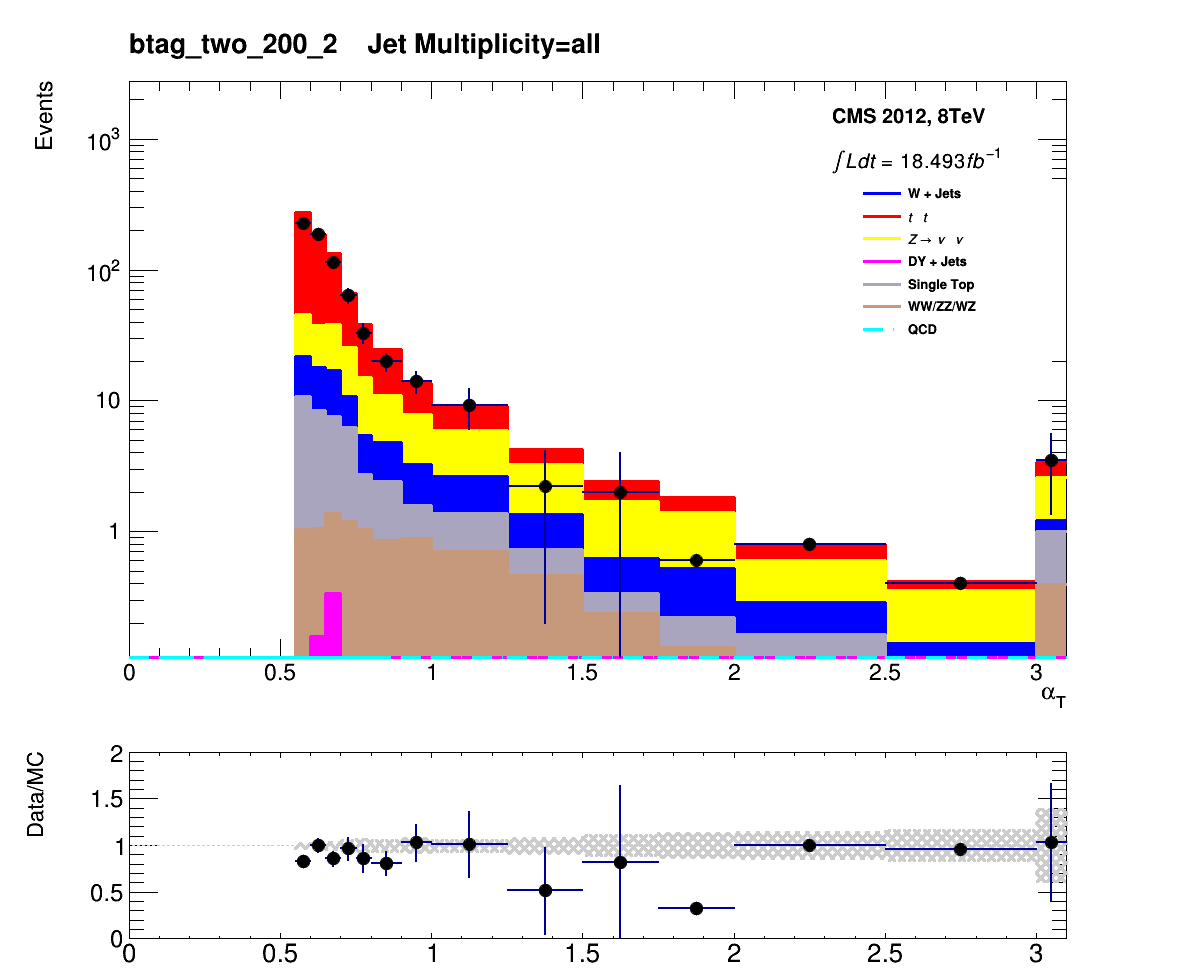 btag_two_200_2 Jet Multiplicity=all
Events
CMS 2012, 8TeV
∫Ldt = 18.493fb⁻¹
W + Jets
t t
Z→ ν ν
DY + Jets
Single Top
WW/ZZ/WZ
QCD
10³
10²
10
1
0 0.5 1 1.5 2 2.5 3
α_T
Data/MC
2
1.5
1
0.5
0
0 0.5 1 1.5 2 2.5 3